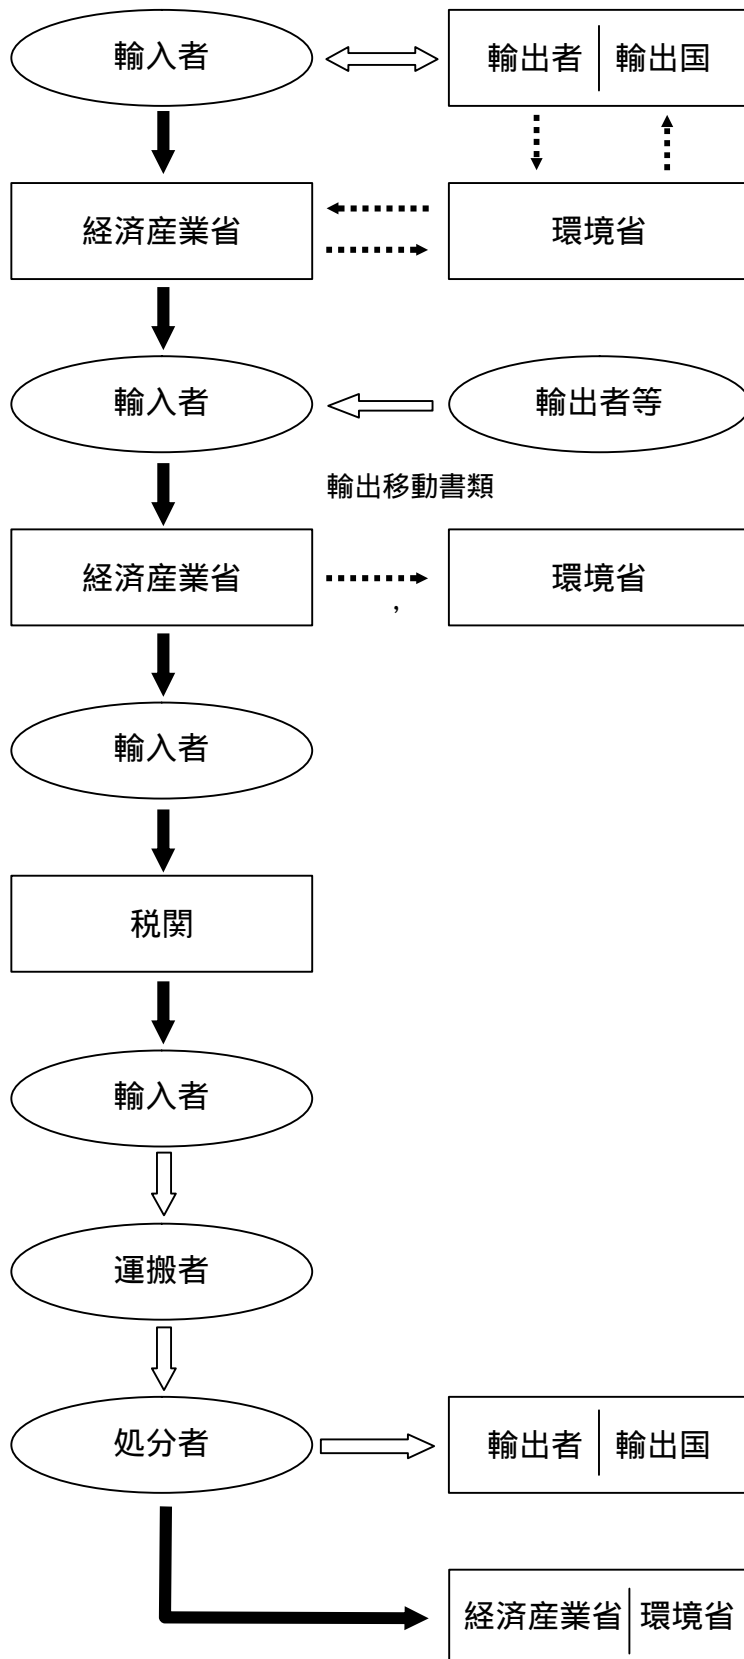 輸入者 輸出者 輸出国
経済産業省 環境省
輸入者 輸出者等
輸出移動書類
経済産業省 環境省
,
輸入者
税関
輸入者
運搬者
処分者 輸出者 輸出国
経済産業省 環境省